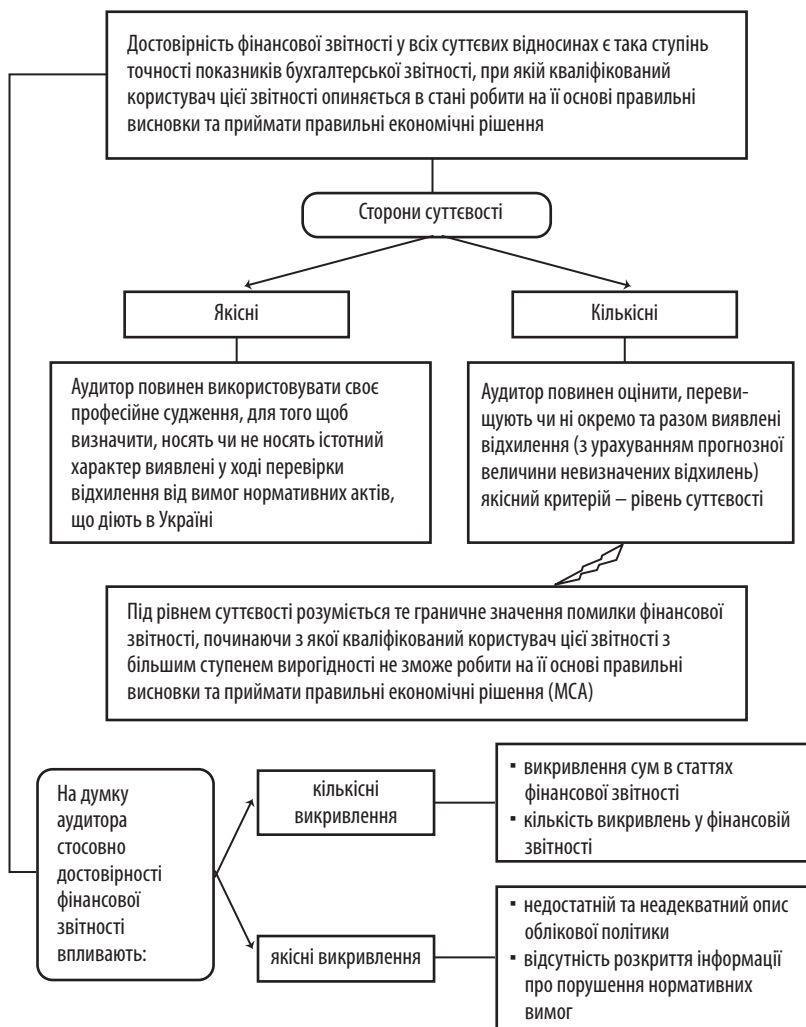 Достовірність фінансової звітності у всіх суттєвих відносинах є така ступінь
точності показників бухгалтерської звітності, при якій кваліфікований
користувач цієї звітності опиняється в стані робити на її основі правильні
висновки та приймати правильні економічні рішення
Сторони суттєвості
Якісні
Кількісні
Аудитор повинен використовувати своє
професійне судження, для того щоб
визначити, носять чи не носять істотний
характер виявлені у ході перевірки
відхилення від вимог нормативних актів,
що діють в Україні
Аудитор повинен оцінити, переви-
щують чи ні окремо та разом виявлені
відхилення (з урахуванням прогнозної
величини невизначених відхилень)
якісний критерій – рівень суттєвості
Під рівнем суттєвості розуміється те граничне значення помилки фінансової
звітності, починаючи з якої кваліфікований користувач цієї звітності з
більшим ступенем вирогідності не зможе робити на її основі правильні
висновки та приймати правильні економічні рішення (МСА)
На думку
аудитора
стосовно
достовірності
фінансової
звітності
впливають:
кількісні
викривлення
▪ викривлення сум в статтях
фінансової звітності
▪ кількість викривлень у фінансовій
звітності
якісні викривлення
▪ недостатній та неадекватний опис
облікової політики
▪ відсутність розкриття інформації
про порушення нормативних
вимог